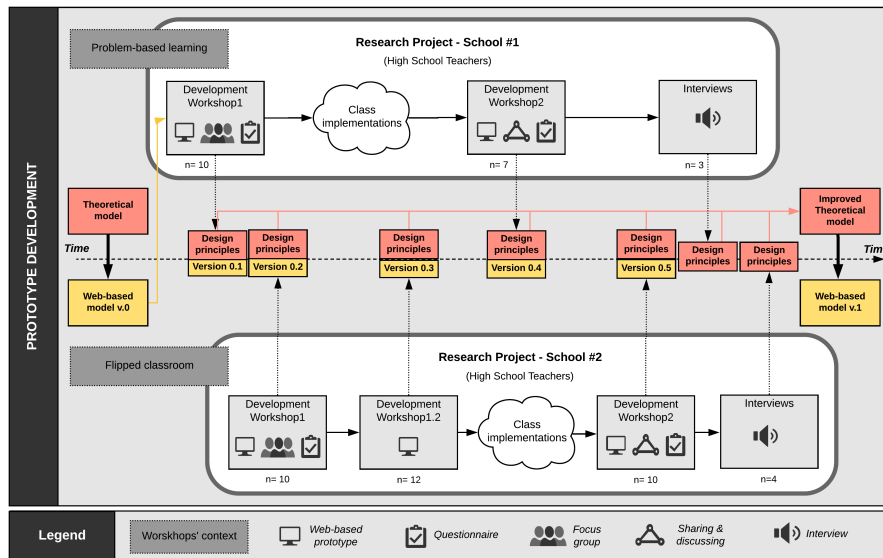 PROTOTYPE DEVELOPMENT
Problem-based learning
Research Project - School #1
(High School Teachers)
Development
Workshop1
Class
implementations
Development
Workshop2
Interviews
n= 10
n= 7
n= 3
Theoretical
model
Time
Web-based
model v.0
Design
principles
Version 0.1
Design
principles
Version 0.2
Design
principles
Version 0.3
Design
principles
Version 0.4
Design
principles
Version 0.5
Design
principles
Design
principles
Improved
Theoretical
model
Time
Web-based
model v.1
Flipped classroom
Research Project - School #2
(High School Teachers)
Development
Workshop1
Development
Workshop1.2
Class
implementations
Development
Workshop2
Interviews
n= 10
n= 12
n= 10
n=4
Legend
Worskhops' context
Web-based
prototype
Questionnaire
Focus
group
Sharing &
discussing
Interview